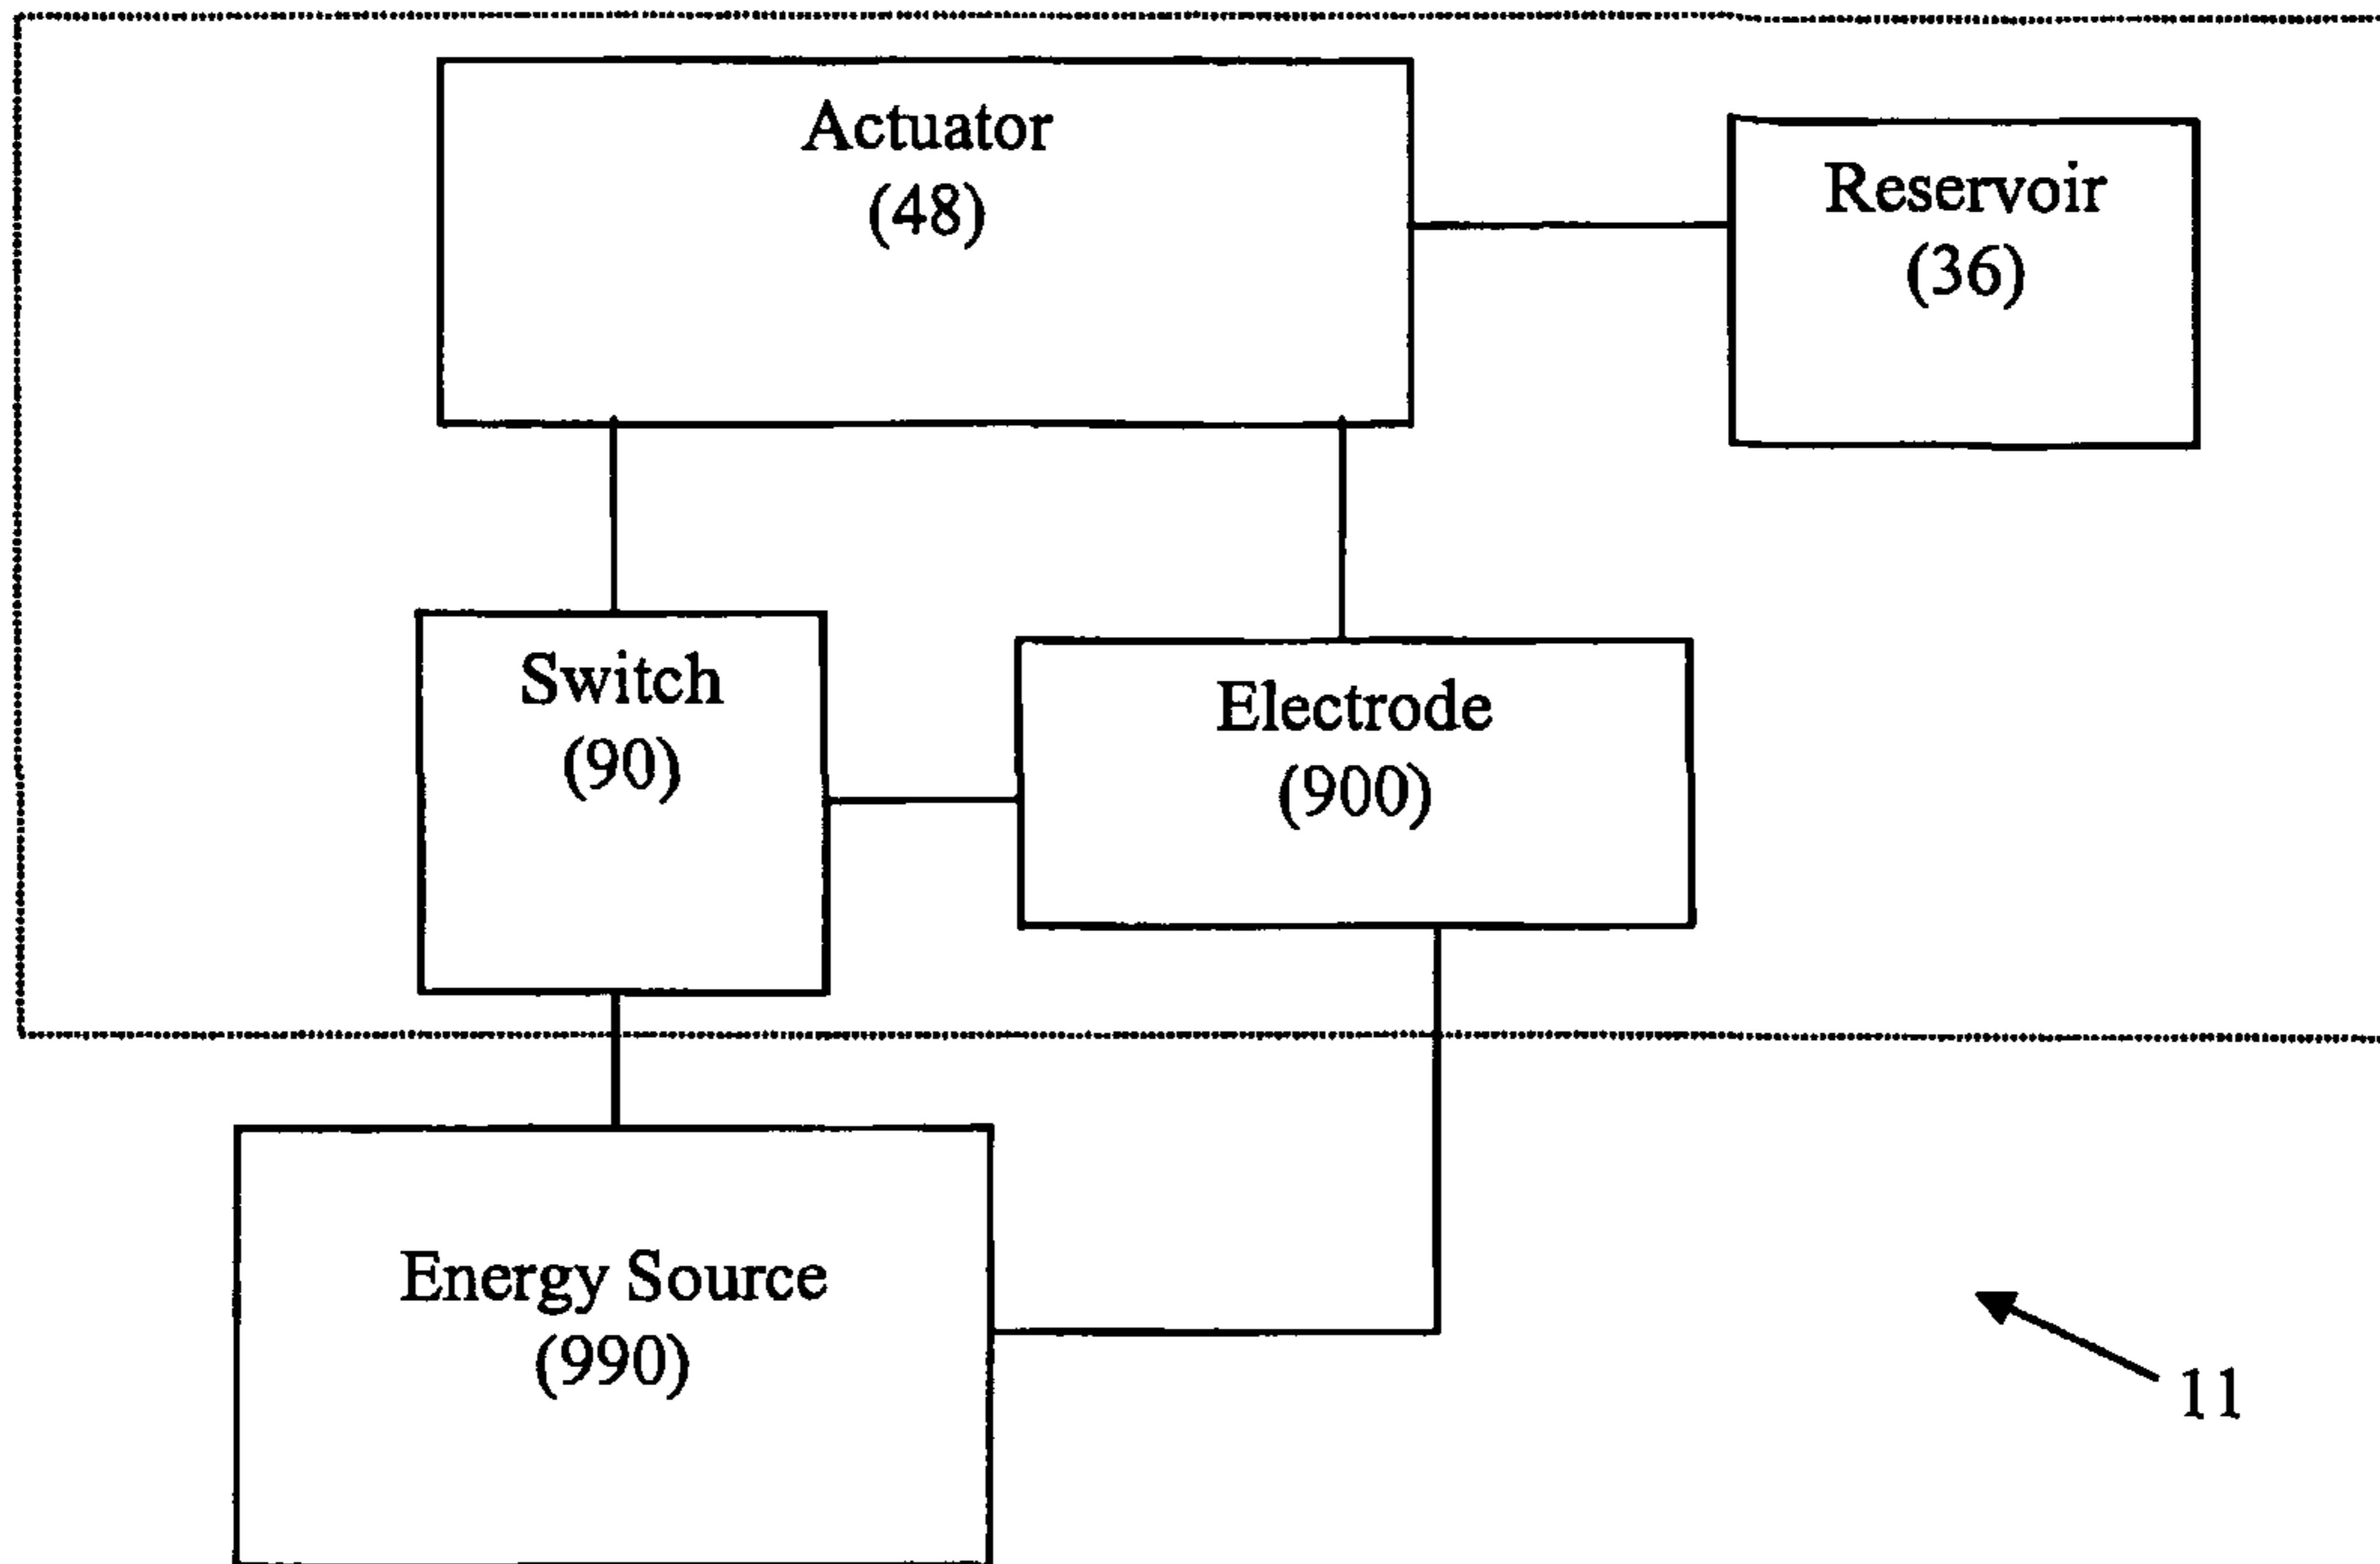 Actuator
(48)
Reservoir
(36)
Switch
(90)
Electrode
(900)
Energy Source
(990)
11